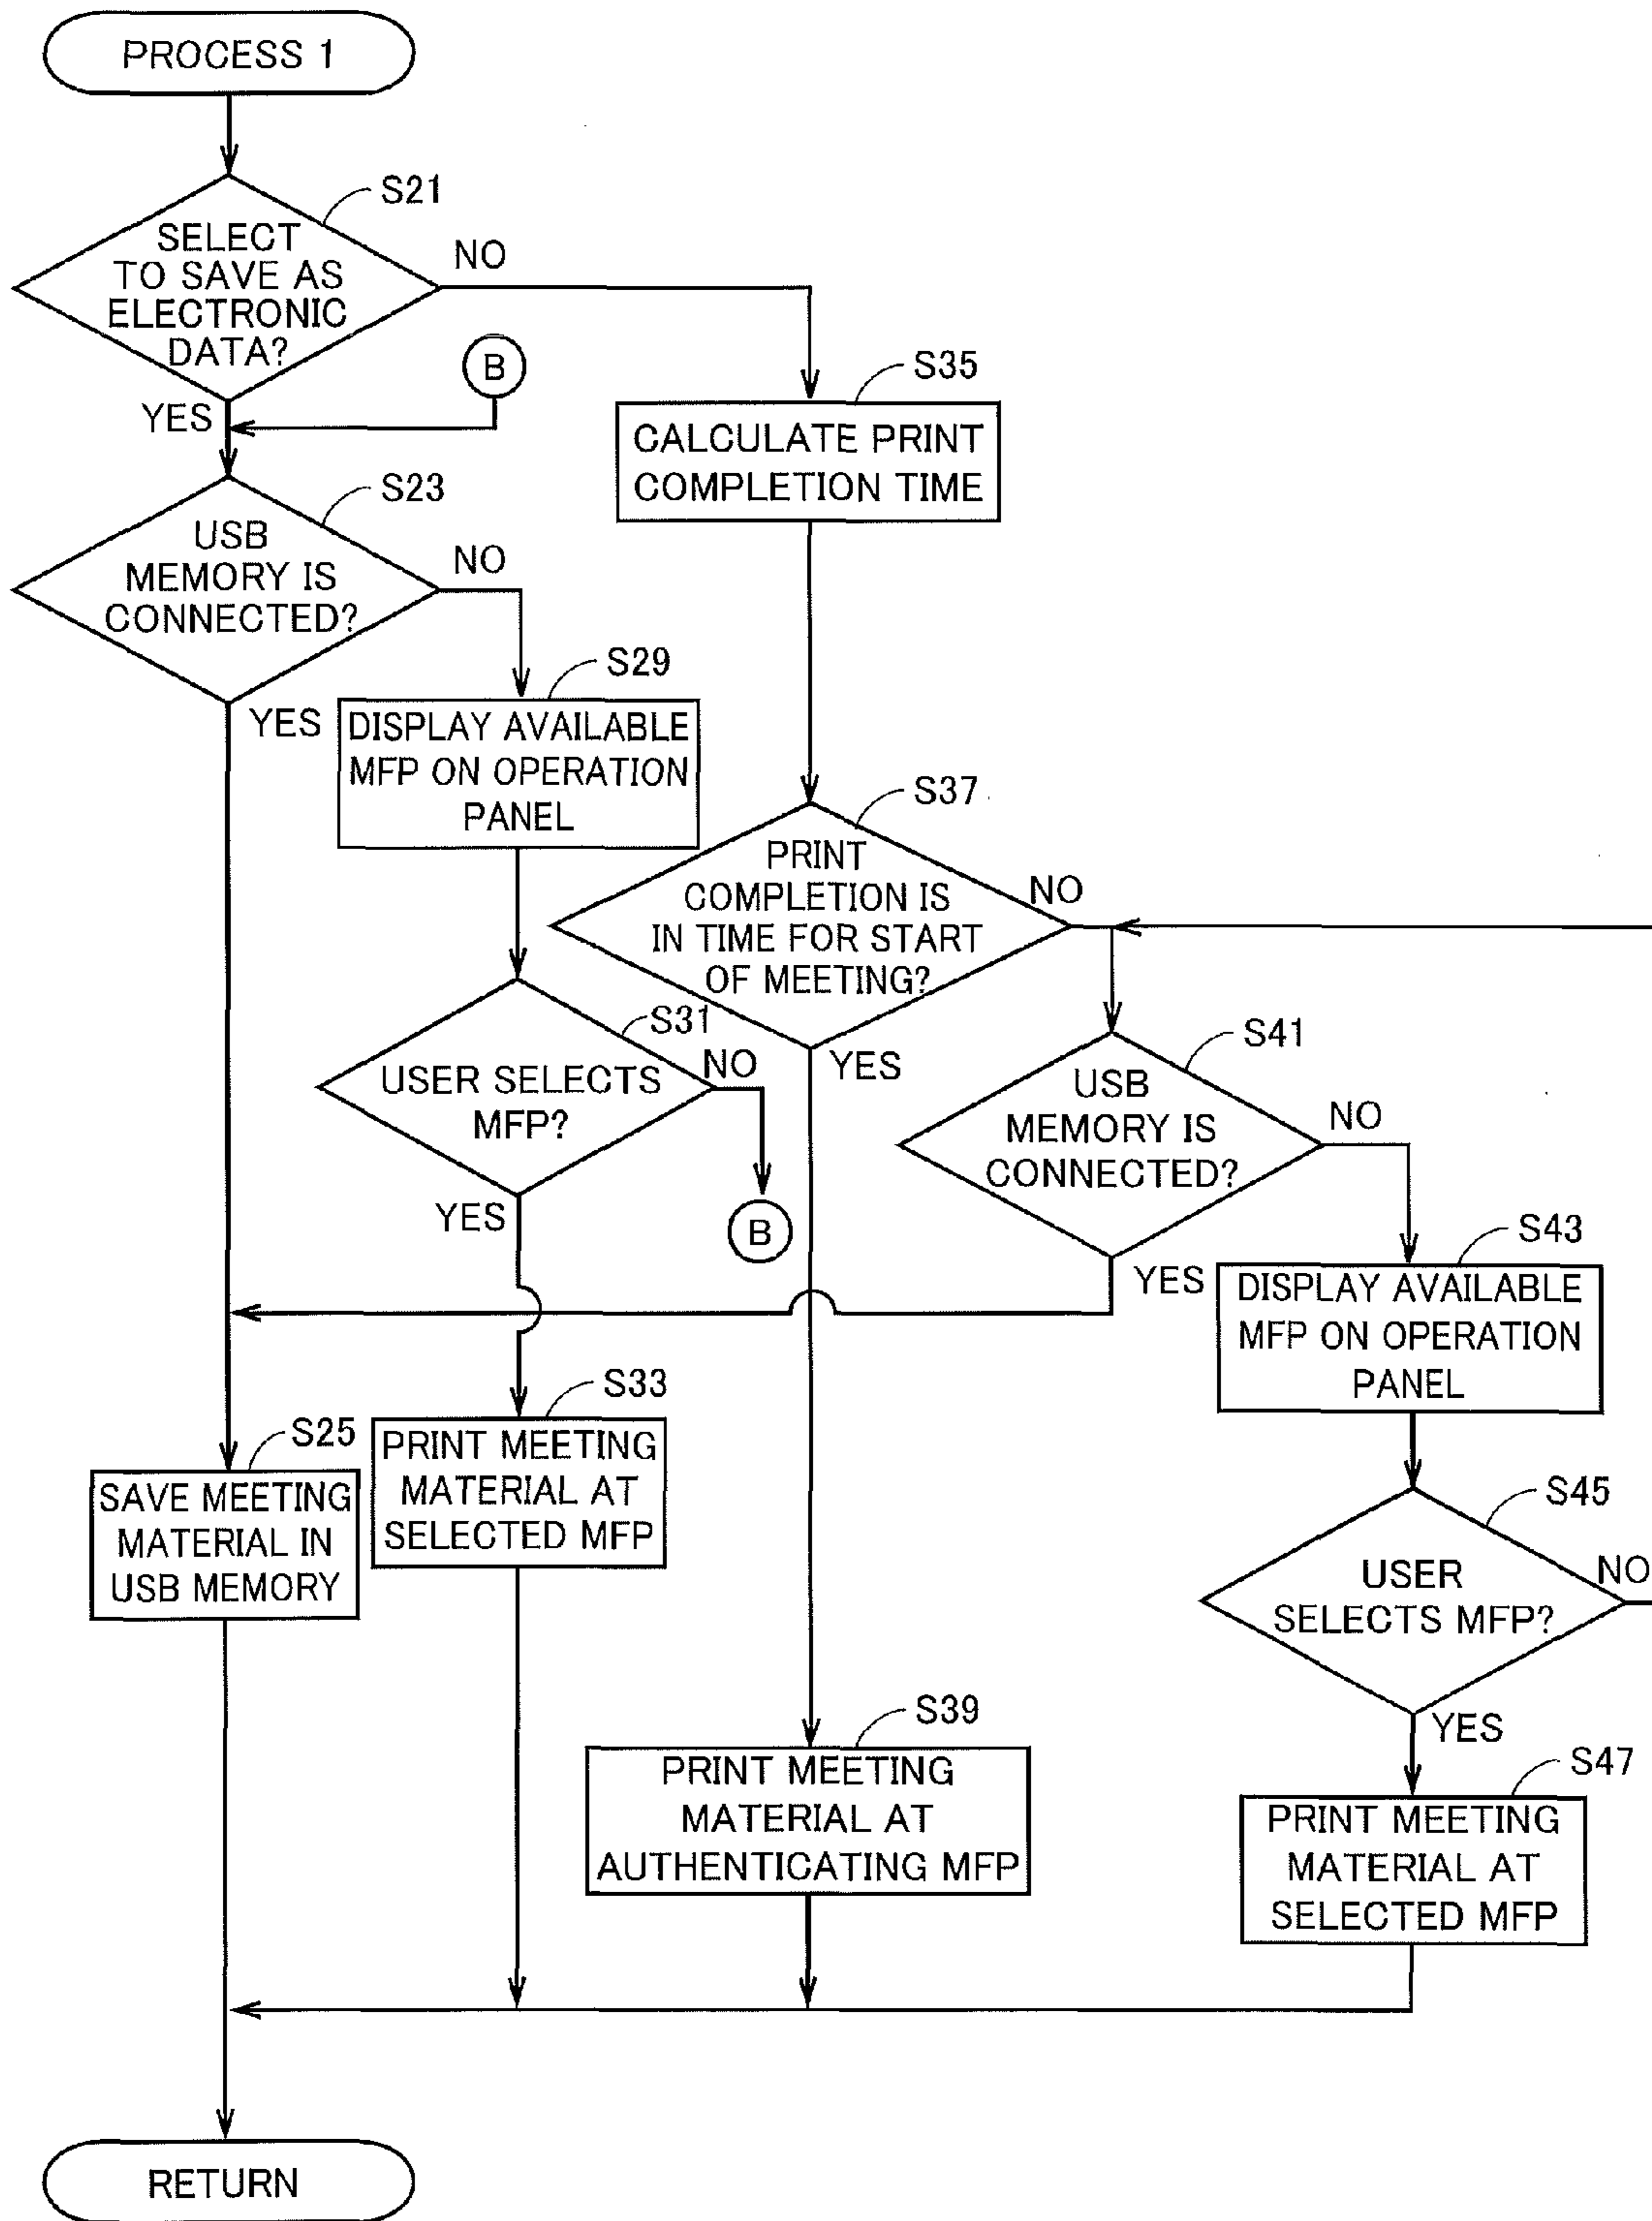 PROCESS 1
S21
SELECT
TO SAVE AS
ELECTRONIC
DATA?
NO
YES
B
S23
USB
MEMORY IS
CONNECTED?
NO
YES
S29
DISPLAY AVAILABLE
MFP ON OPERATION
PANEL
S31
USER SELECTS
MFP?
NO
B
YES
S33
PRINT MEETING
MATERIAL AT
SELECTED MFP
S25
SAVE MEETING
MATERIAL IN
USB MEMORY
S35
CALCULATE PRINT
COMPLETION TIME
S37
PRINT
COMPLETION IS
IN TIME FOR START
OF MEETING?
NO
YES
S39
PRINT MEETING
MATERIAL AT
AUTHENTICATING MFP
S41
USB
MEMORY IS
CONNECTED?
NO
YES
S43
DISPLAY AVAILABLE
MFP ON OPERATION
PANEL
S45
USER
SELECTS MFP?
NO
YES
S47
PRINT MEETING
MATERIAL AT
SELECTED MFP
RETURN